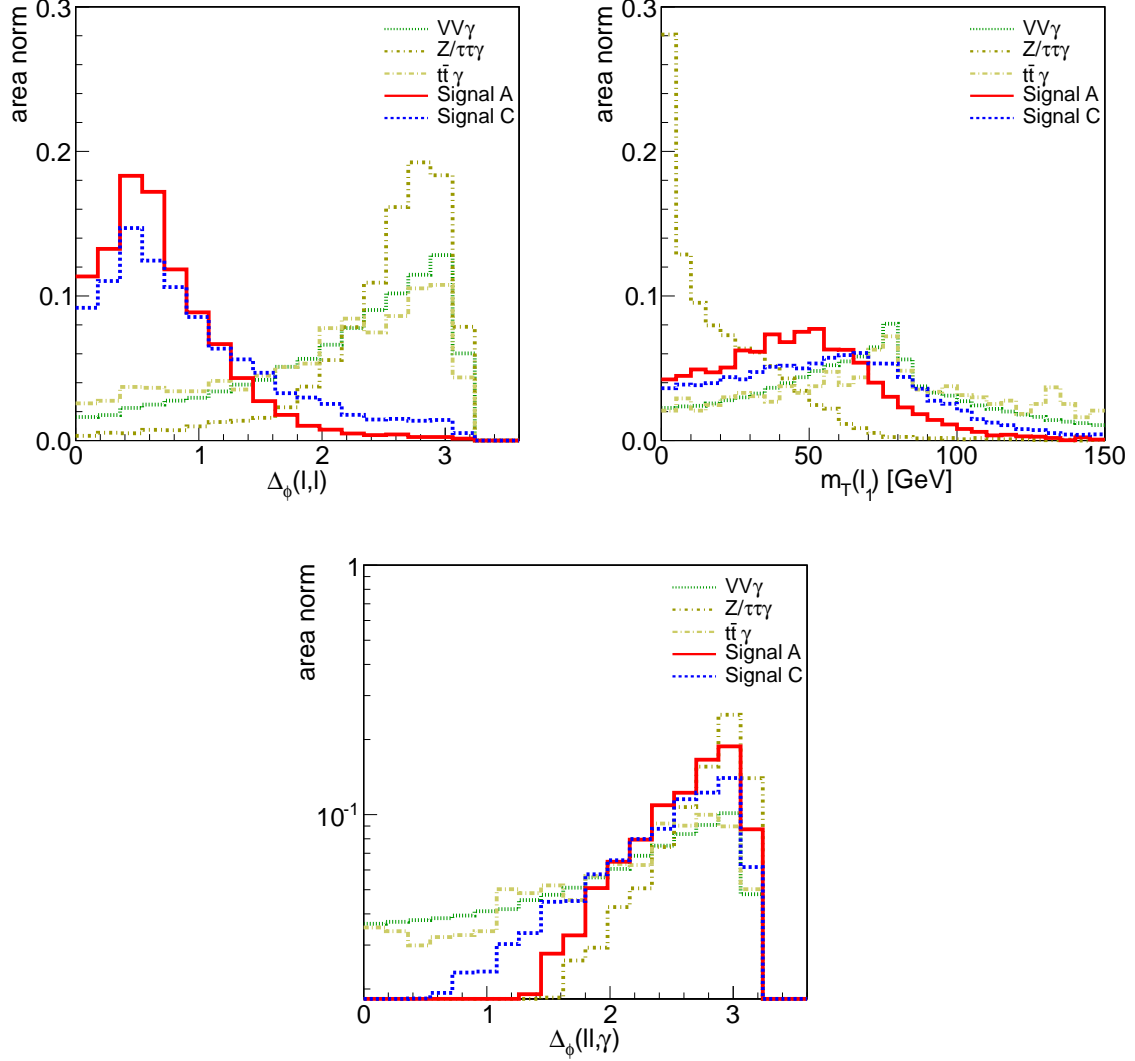 area norm
0.3
0.2
0.1
0.0
0 1 2 3
Δϕ(l,l)
VVγ
Z/ττγ
tt̄ γ
Signal A
Signal C
area norm
0.3
0.2
0.1
0.0
0 50 100 150
m_T(l_1) [GeV]
VVγ
Z/ττγ
tt̄ γ
Signal A
Signal C
area norm
1
10⁻¹
0 1 2 3
Δϕ(ll,γ)
VVγ
Z/ττγ
tt̄ γ
Signal A
Signal C